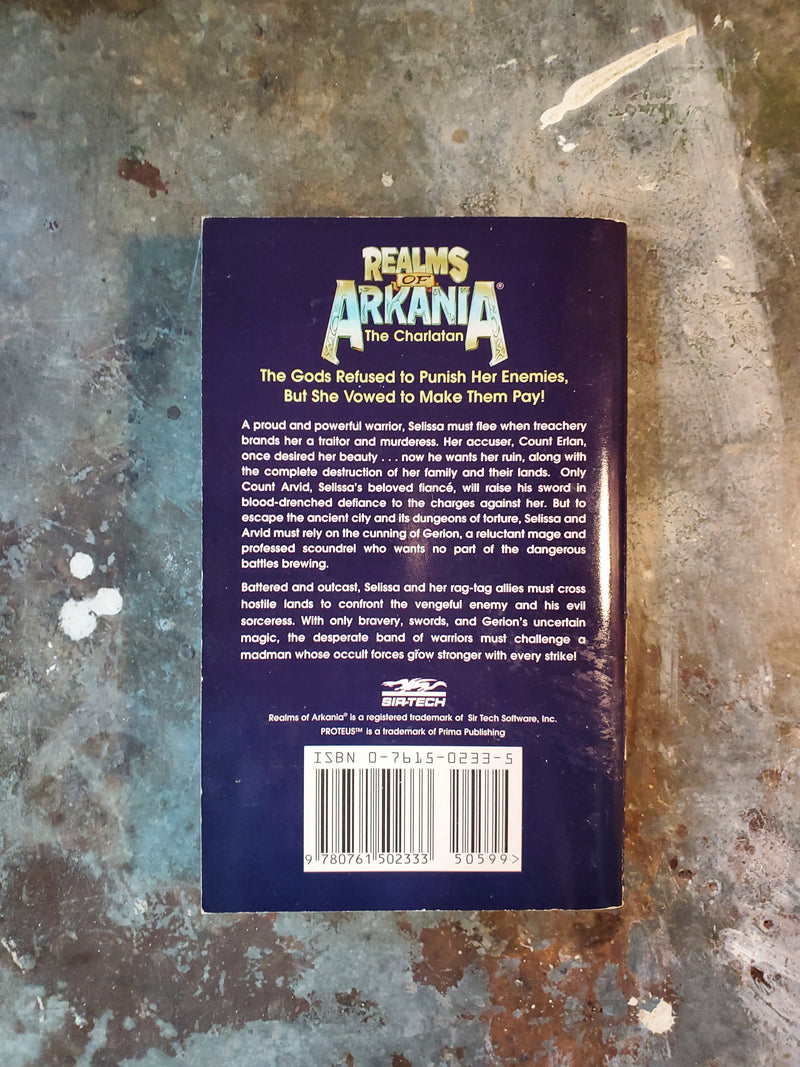 REALMS
OF
ARKANIA®
The Charlatan
The Gods Refused to Punish Her Enemies,
But She Vowed to Make Them Pay!
A proud and powerful warrior, Selissa must flee when treachery
brands her a traitor and murderess. Her accuser, Count Erlan,
once desired her beauty . . . now he wants her ruin, along with
the complete destruction of her family and their lands. Only
Count Arvid, Selissa's beloved fiancé, will raise his sword in
blood-drenched defiance to the charges against her. But to
escape the ancient city and its dungeons of torture, Selissa and
Arvid must rely on the cunning of Gerion, a reluctant mage and
professed scoundrel who wants no part of the dangerous
battles brewing.
Battered and outcast, Selissa and her rag-tag allies must cross
hostile lands to confront the vengeful enemy and his evil
sorceress. With only bravery, swords, and Gerion's uncertain
magic, the desperate band of warriors must challenge a
madman whose occult forces grow stronger with every strike!
SIR-TECH
Realms of Arkania® is a registered trademark of Sir Tech Software, Inc.
PROTEUS™ is a trademark of Prima Publishing
ISBN 0-7615-0233-5
9 780761 502333 50599>